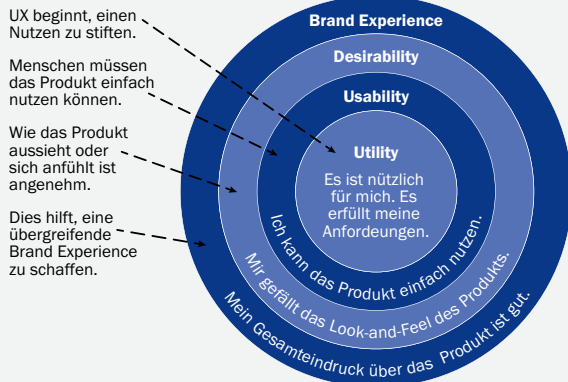 UX beginnt, einen
Nutzen zu stiften.
Menschen müssen
das Produkt einfach
nutzen können.
Wie das Produkt
aussieht oder
sich anfühlt ist
angenehm.
Dies hilft, eine
übergreifende
Brand Experience
zu schaffen.
Brand Experience
Desirability
Usability
Utility
Es ist nützlich
für mich. Es
erfüllt meine
Anfordeungen.
Ich kann das Produkt einfach nutzen.
Mir gefällt das Look-and-Feel des Produkts.
Mein Gesamteindruck über das Produkt ist gut.